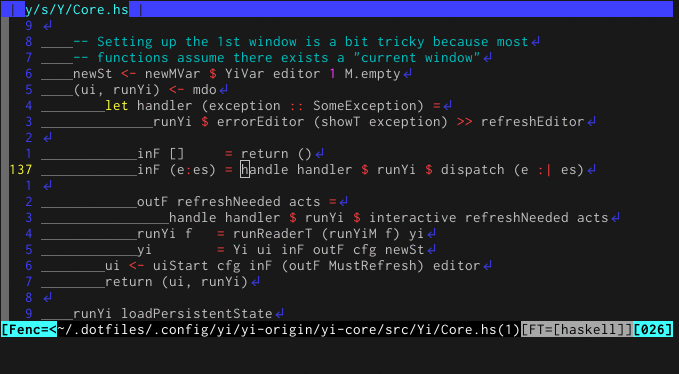 | y/s/Y/Core.hs |
9 ↲
8 ____-- Setting up the 1st window is a bit tricky because most↲
7 ____-- functions assume there exists a "current window"↲
6 ____newSt <- newMVar $ YiVar editor 1 M.empty↲
5 ____(ui, runYi) <- mdo↲
4 ________let handler (exception :: SomeException) =↲
3 ______________runYi $ errorEditor (showT exception) >> refreshEditor↲
2 ↲
1 ____________inF []     = return ()↲
137 ____________inF (e:es) = handle handler $ runYi $ dispatch (e :| es)↲
1 ↲
2 ____________outF refreshNeeded acts =↲
3 ________________handle handler $ runYi $ interactive refreshNeeded acts↲
4 ____________runYi f   = runReaderT (runYiM f) yi↲
5 ____________yi        = Yi ui inF outF cfg newSt↲
6 ________ui <- uiStart cfg inF (outF MustRefresh) editor↲
7 ________return (ui, runYi)↲
8 ↲
9 ____runYi loadPersistentState↲
[Fenc=<~/.dotfiles/.config/yi/yi-origin/yi-core/src/Yi/Core.hs(1)[FT=[haskell]][026]